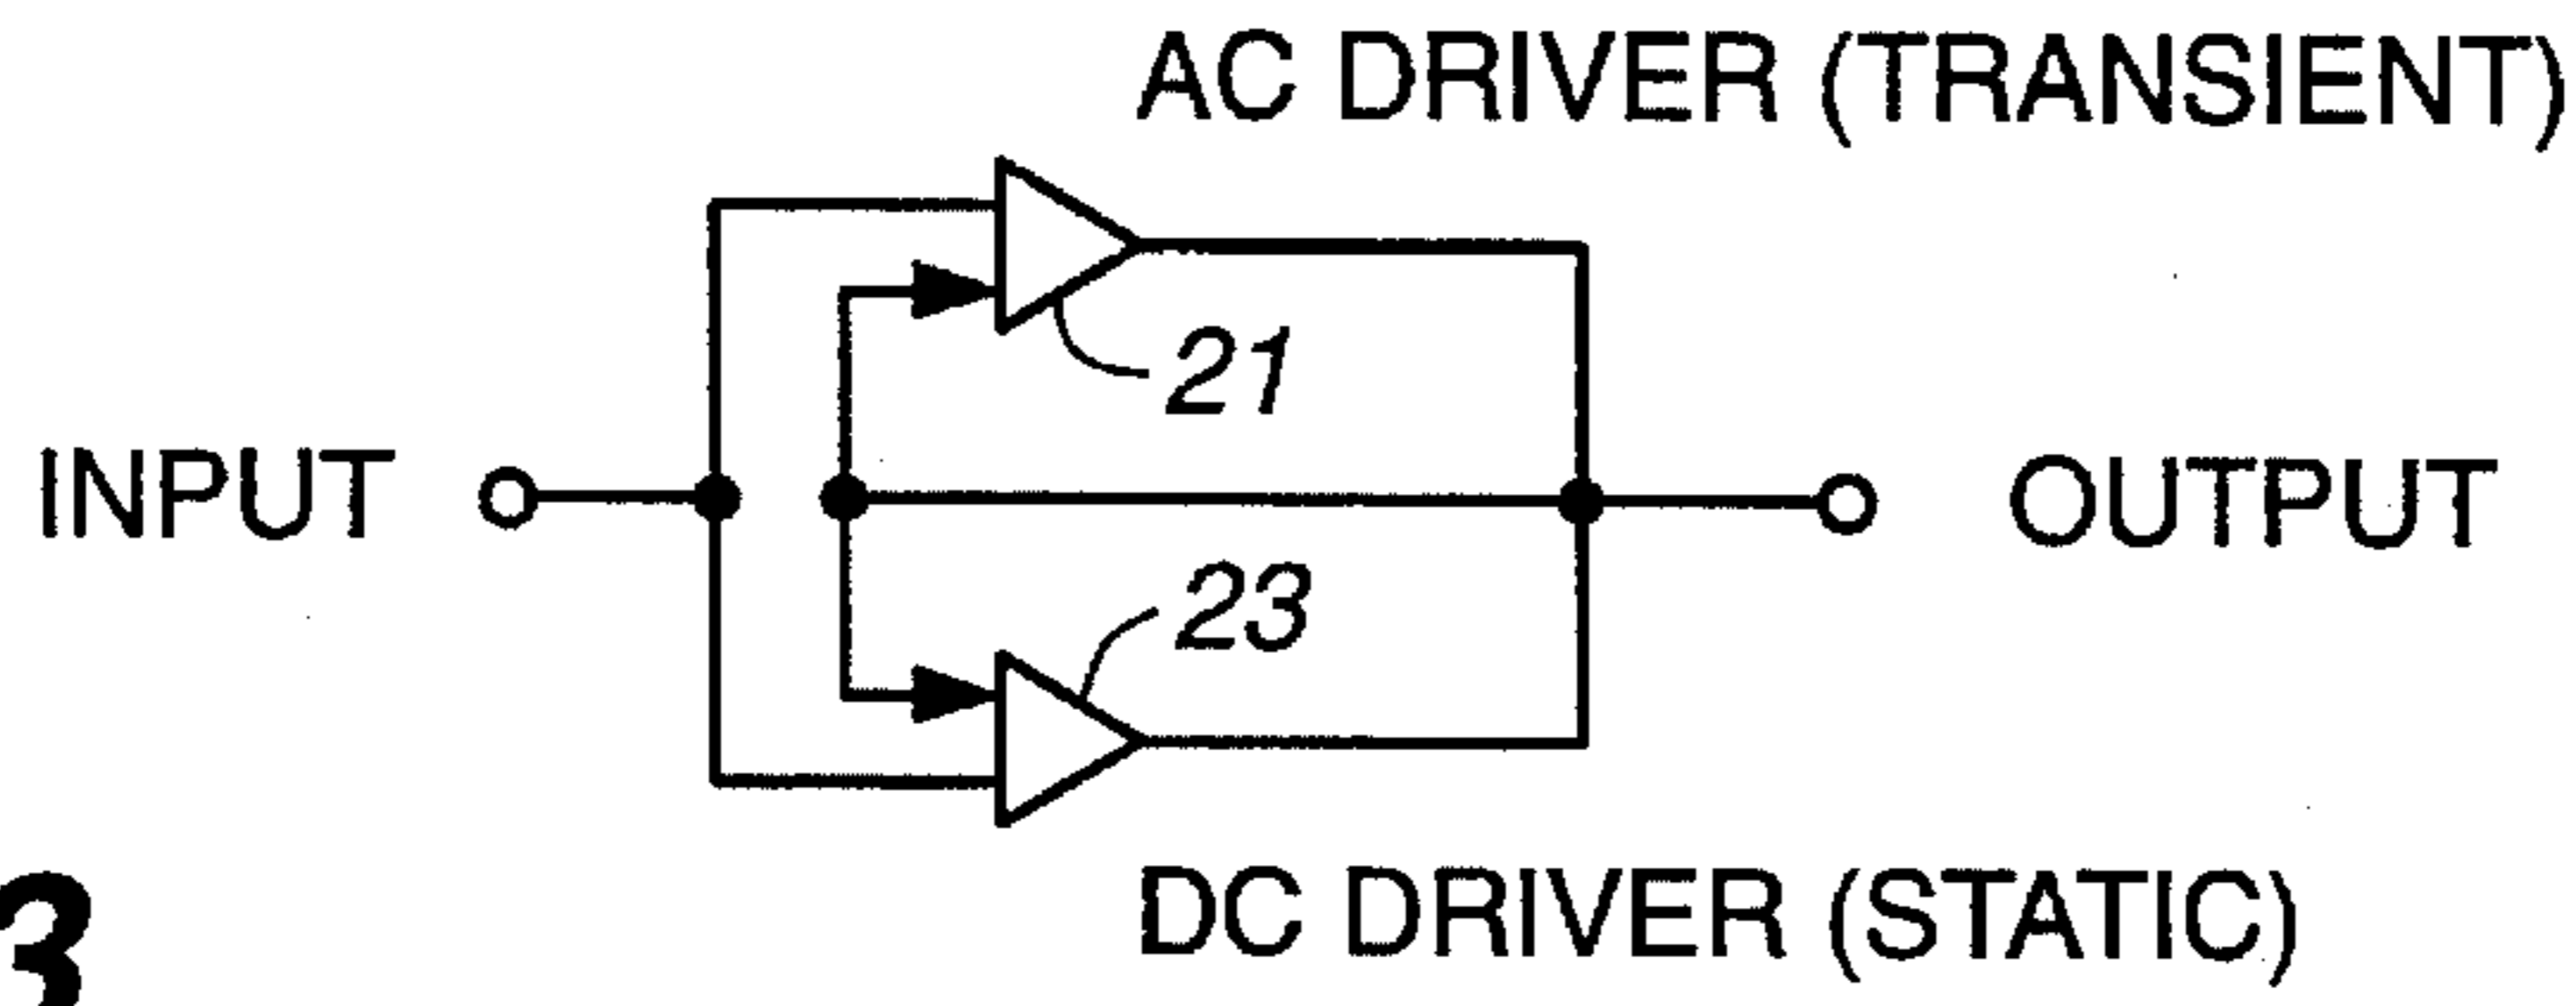 AC DRIVER (TRANSIENT)
21
INPUT
OUTPUT
23
DC DRIVER (STATIC)
3